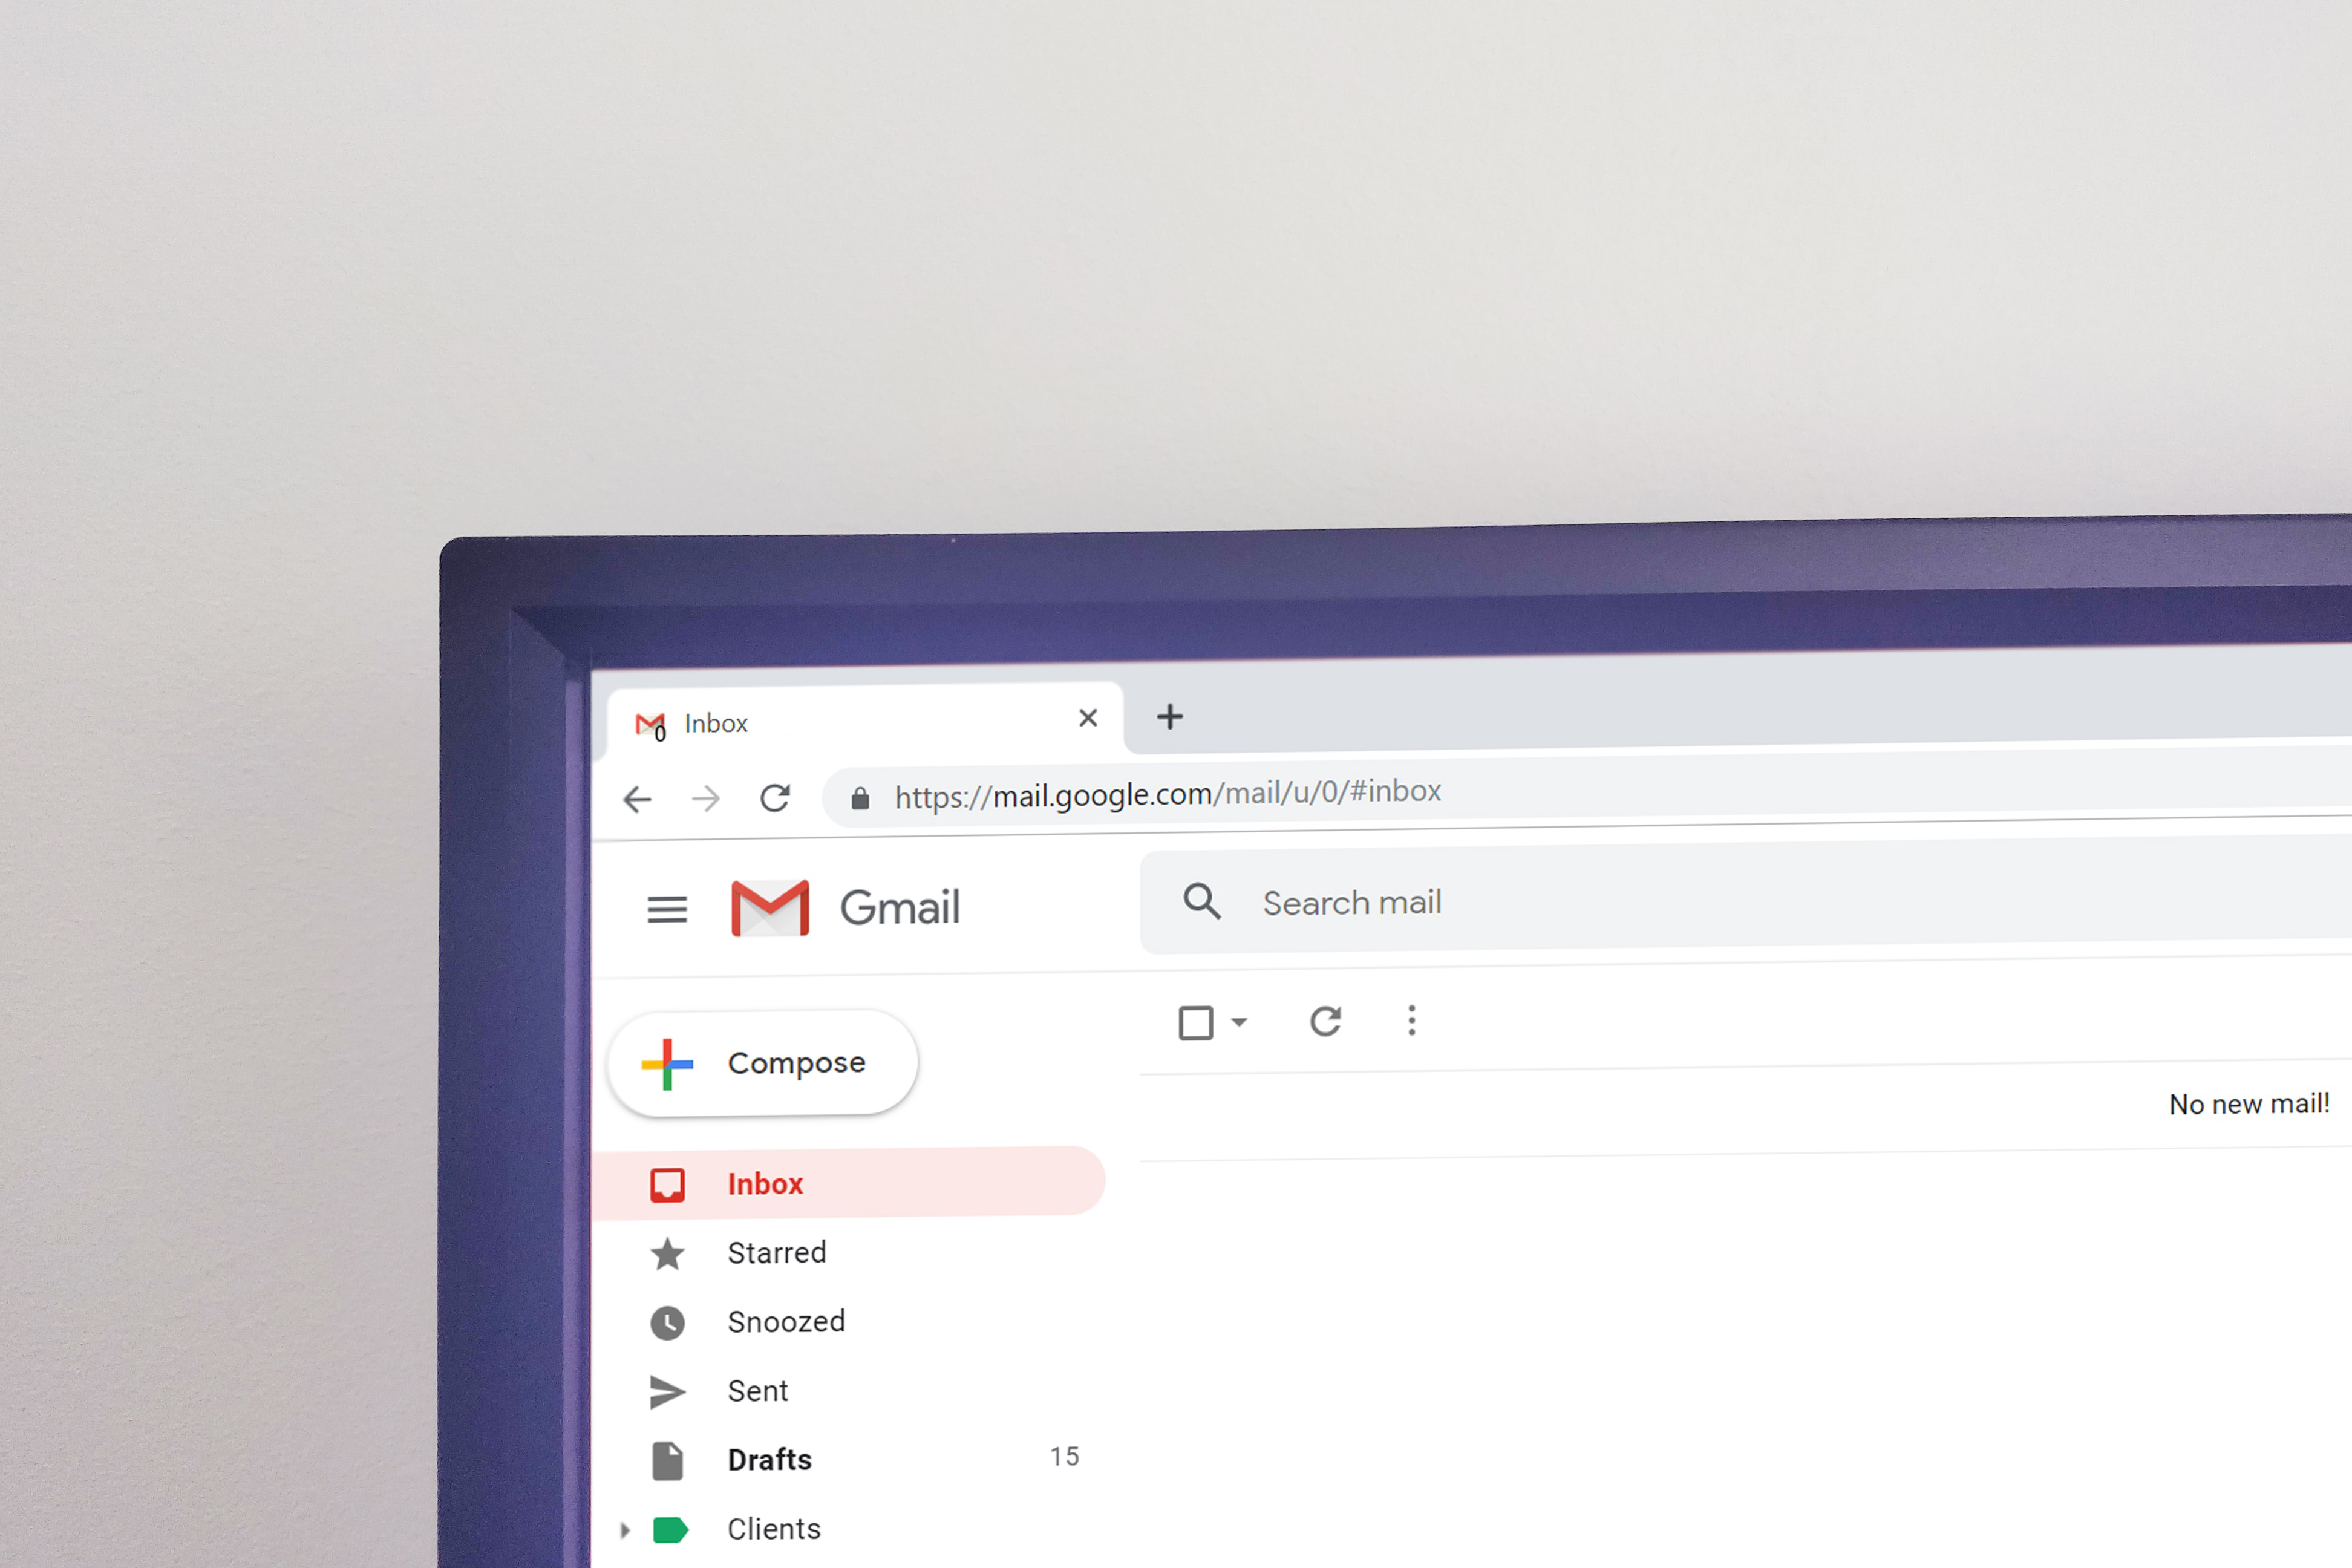 0 Inbox
https://mail.google.com/mail/u/0/#inbox
Gmail
Search mail
Compose
No new mail!
Inbox
Starred
Snoozed
Sent
Drafts 15
Clients